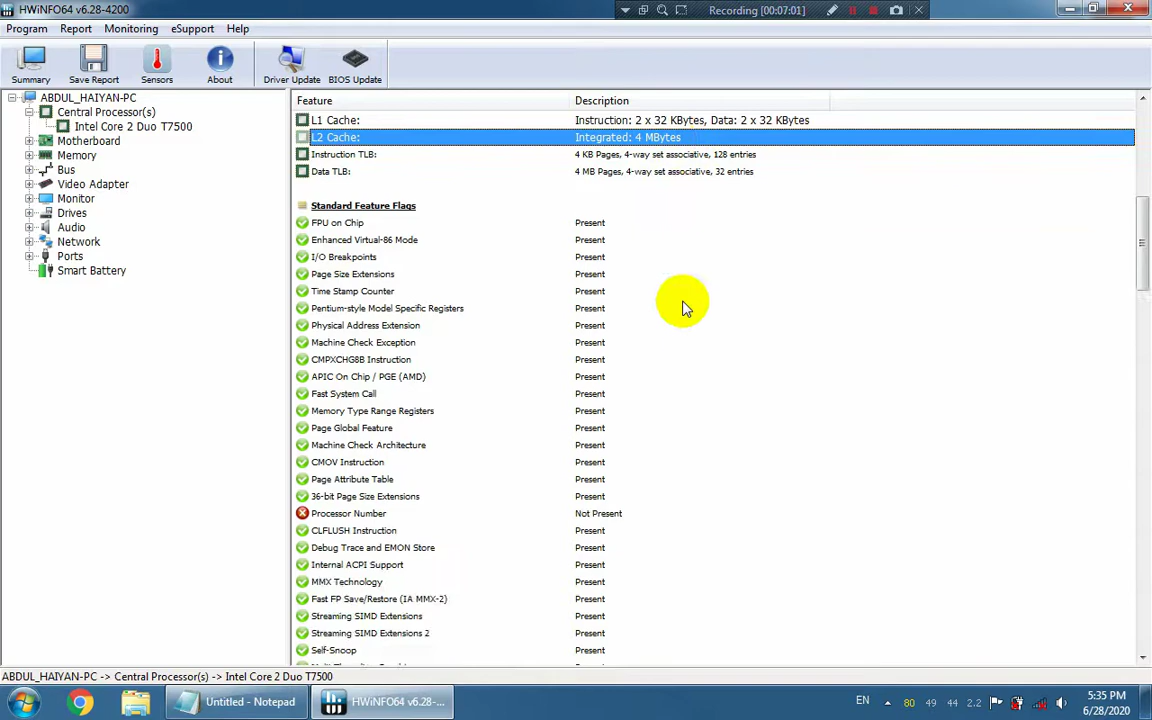 HWiNFO64 v6.28-4200
Recording [00:07:01]
Program Report Monitoring eSupport Help
Summary Save Report Sensors About Driver Update BIOS Update
ABDUL_HAIYAN-PC
Central Processor(s)
Intel Core 2 Duo T7500
Motherboard
Memory
Bus
Video Adapter
Monitor
Drives
Audio
Network
Ports
Smart Battery
Feature Description
L1 Cache: Instruction: 2 x 32 KBytes, Data: 2 x 32 KBytes
L2 Cache: Integrated: 4 MBytes
Instruction TLB: 4 KB Pages, 4-way set associative, 128 entries
Data TLB: 4 MB Pages, 4-way set associative, 32 entries
Standard Feature Flags
FPU on Chip Present
Enhanced Virtual-86 Mode Present
I/O Breakpoints Present
Page Size Extensions Present
Time Stamp Counter Present
Pentium-style Model Specific Registers Present
Physical Address Extension Present
Machine Check Exception Present
CMPXCHG8B Instruction Present
APIC On Chip / PGE (AMD) Present
Fast System Call Present
Memory Type Range Registers Present
Page Global Feature Present
Machine Check Architecture Present
CMOV Instruction Present
Page Attribute Table Present
36-bit Page Size Extensions Present
Processor Number Not Present
CLFLUSH Instruction Present
Debug Trace and EMON Store Present
Internal ACPI Support Present
MMX Technology Present
Fast FP Save/Restore (IA MMX-2) Present
Streaming SIMD Extensions Present
Streaming SIMD Extensions 2 Present
Self-Snoop Present
ABDUL_HAIYAN-PC -> Central Processor(s) -> Intel Core 2 Duo T7500
Untitled - Notepad HWiNFO64 v6.28-... EN 80 49 44 2.2 5:35 PM
6/28/2020